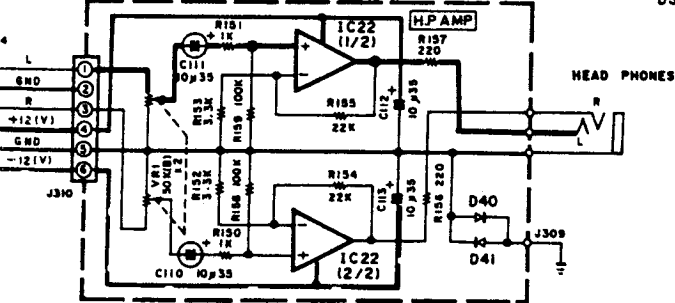 H.P AMP
IC22
(1/2)
R151
1K
C111
10µ35
R157
220
HEAD PHONES
R
L
4
L
GND
R
+12(V)
GND
-12(V)
1
2
3
4
5
6
J310
VR1
50K(B)
x2
R153
3.3K
R159
100K
R155
22K
C112
10µ35
R152
3.3K
R158
100K
R154
22K
C113
10µ35
R156 220
D40
D41
J309
R150
1K
C110
10µ35
IC22
(2/2)